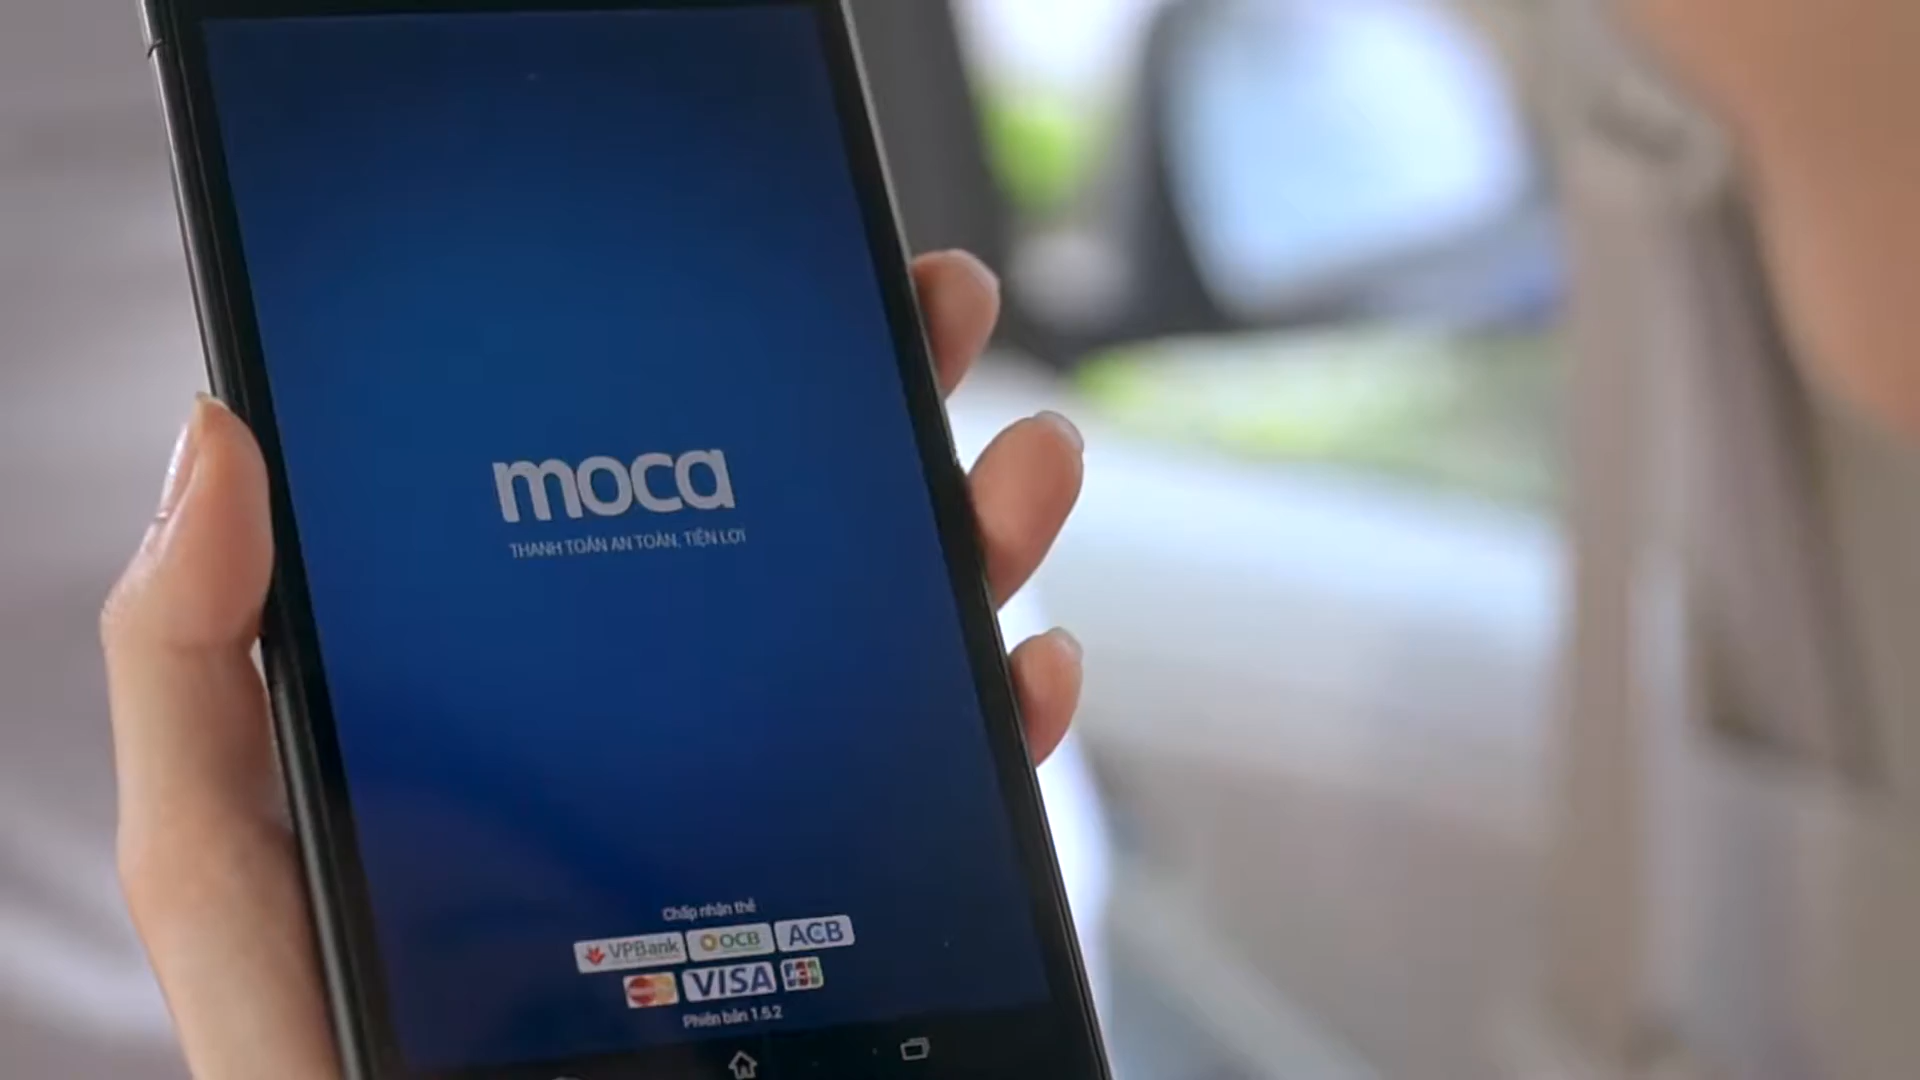 moca
THANH TOÁN AN TOÀN, TIỆN LỢI
Chấp nhận thẻ
VPBank OCB ACB
MasterCard VISA JCB
Phiên bản 1.5.2